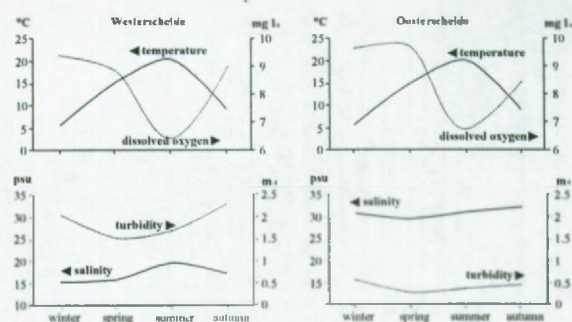 Westerschelde
Oosterschelde
°C
mg l-
°C
mg l-
25
20
15
10
5
0
10
9
8
7
6
temperature
dissolved oxygen
25
20
15
10
5
0
10
9
8
7
6
temperature
dissolved oxygen
psu
m-
psu
m-
35
30
25
20
15
10
2.5
2
1.5
1
0.5
0
turbidity
salinity
35
30
25
20
15
2.5
2
1.5
1
0.5
0
salinity
turbidity
winter spring summer autumn
winter spring summer autumn